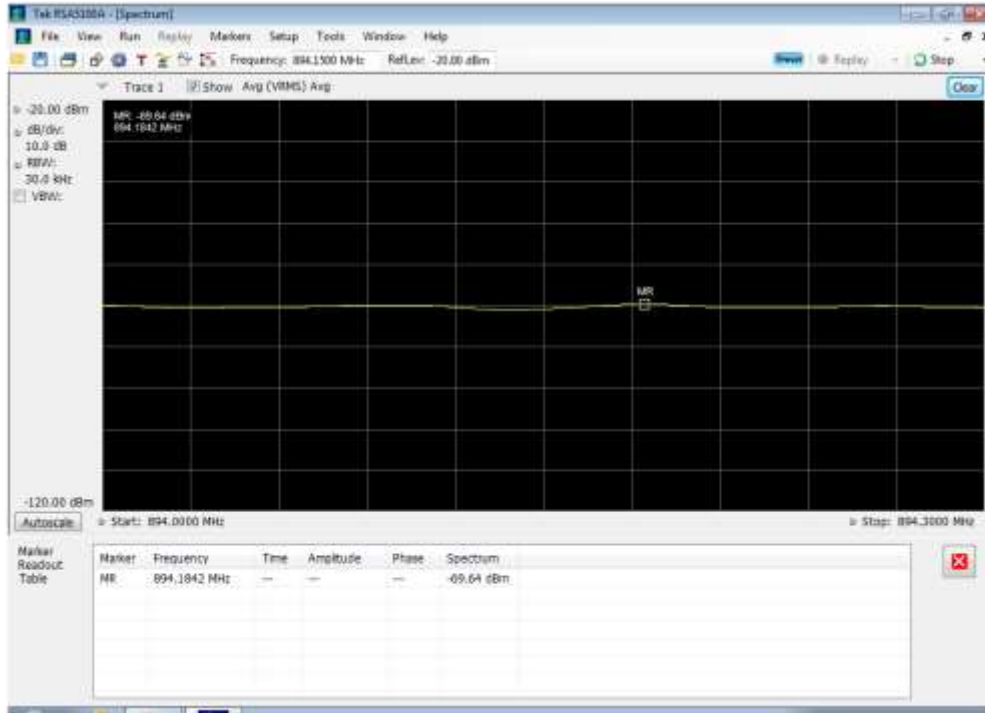 Tek RSA5100A - [Spectrum]
File View Run Replay Markers Setup Tools Window Help
Frequency: 894.1500 MHz RefLev: -20.00 dBm Preset Replay Stop
Trace 1 Show Avg (VRMS) Avg Clear
-20.00 dBm
dB/div:
10.0 dB
RBW:
30.0 kHz
VBW:
MR: -69.64 dBm
894.1842 MHz
MR
-120.00 dBm
Autoscale Start: 894.0000 MHz Stop: 894.3000 MHz
Marker Readout Table
Marker Frequency Time Amplitude Phase Spectrum
MR 894.1842 MHz --- --- --- -69.64 dBm